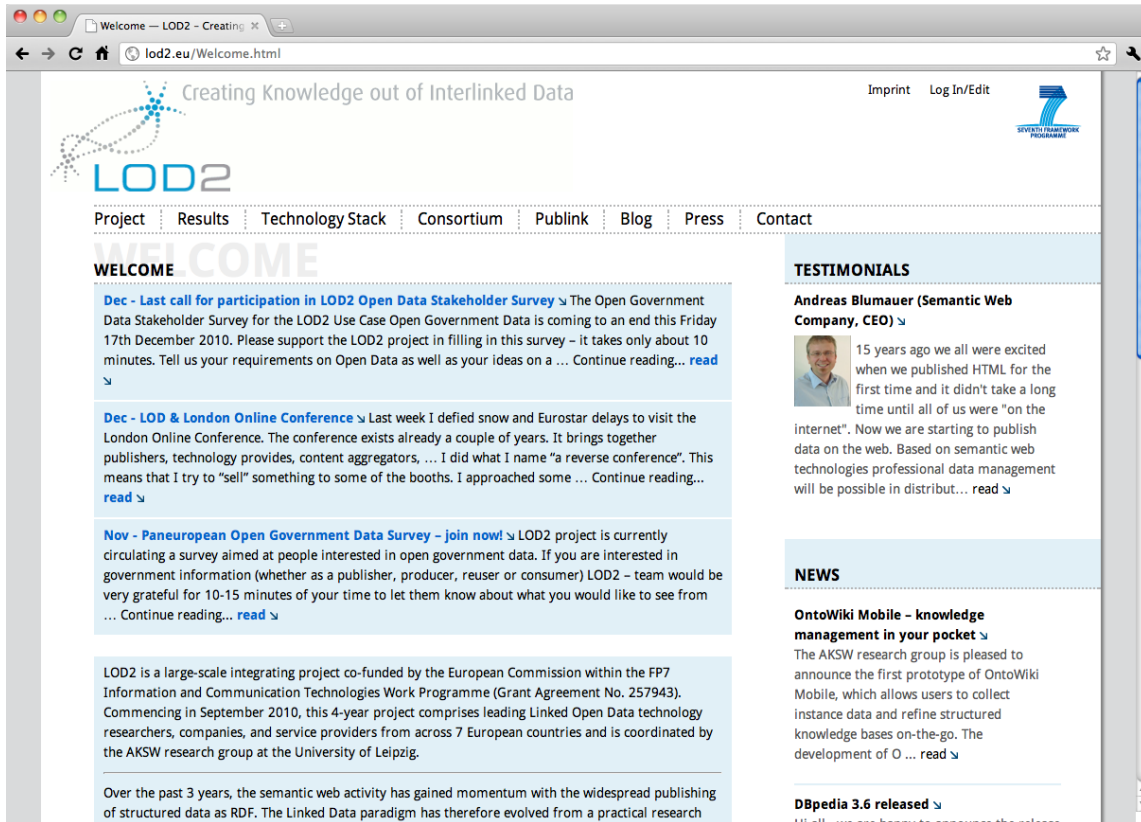 Welcome — LOD2 – Creating
lod2.eu/Welcome.html
Creating Knowledge out of Interlinked Data
Imprint Log In/Edit
SEVENTH FRAMEWORK
PROGRAMME
LOD2
Project Results Technology Stack Consortium Publink Blog Press Contact
WELCOME
WELCOME
Dec - Last call for participation in LOD2 Open Data Stakeholder Survey The Open Government
Data Stakeholder Survey for the LOD2 Use Case Open Government Data is coming to an end this Friday
17th December 2010. Please support the LOD2 project in filling in this survey – it takes only about 10
minutes. Tell us your requirements on Open Data as well as your ideas on a … Continue reading... read
Dec - LOD & London Online Conference Last week I defied snow and Eurostar delays to visit the
London Online Conference. The conference exists already a couple of years. It brings together
publishers, technology provides, content aggregators, … I did what I name “a reverse conference”. This
means that I try to “sell” something to some of the booths. I approached some … Continue reading...
read
Nov - Paneuropean Open Government Data Survey – join now! LOD2 project is currently
circulating a survey aimed at people interested in open government data. If you are interested in
government information (whether as a publisher, producer, reuser or consumer) LOD2 – team would be
very grateful for 10-15 minutes of your time to let them know about what you would like to see from
… Continue reading... read
LOD2 is a large-scale integrating project co-funded by the European Commission within the FP7
Information and Communication Technologies Work Programme (Grant Agreement No. 257943).
Commencing in September 2010, this 4-year project comprises leading Linked Open Data technology
researchers, companies, and service providers from across 7 European countries and is coordinated by
the AKSW research group at the University of Leipzig.
Over the past 3 years, the semantic web activity has gained momentum with the widespread publishing
of structured data as RDF. The Linked Data paradigm has therefore evolved from a practical research
TESTIMONIALS
Andreas Blumauer (Semantic Web
Company, CEO)
15 years ago we all were excited
when we published HTML for the
first time and it didn't take a long
time until all of us were "on the
internet". Now we are starting to publish
data on the web. Based on semantic web
technologies professional data management
will be possible in distribut… read
NEWS
OntoWiki Mobile – knowledge
management in your pocket
The AKSW research group is pleased to
announce the first prototype of OntoWiki
Mobile, which allows users to collect
instance data and refine structured
knowledge bases on-the-go. The
development of O ... read
DBpedia 3.6 released
Hi all, we are happy to announce the release